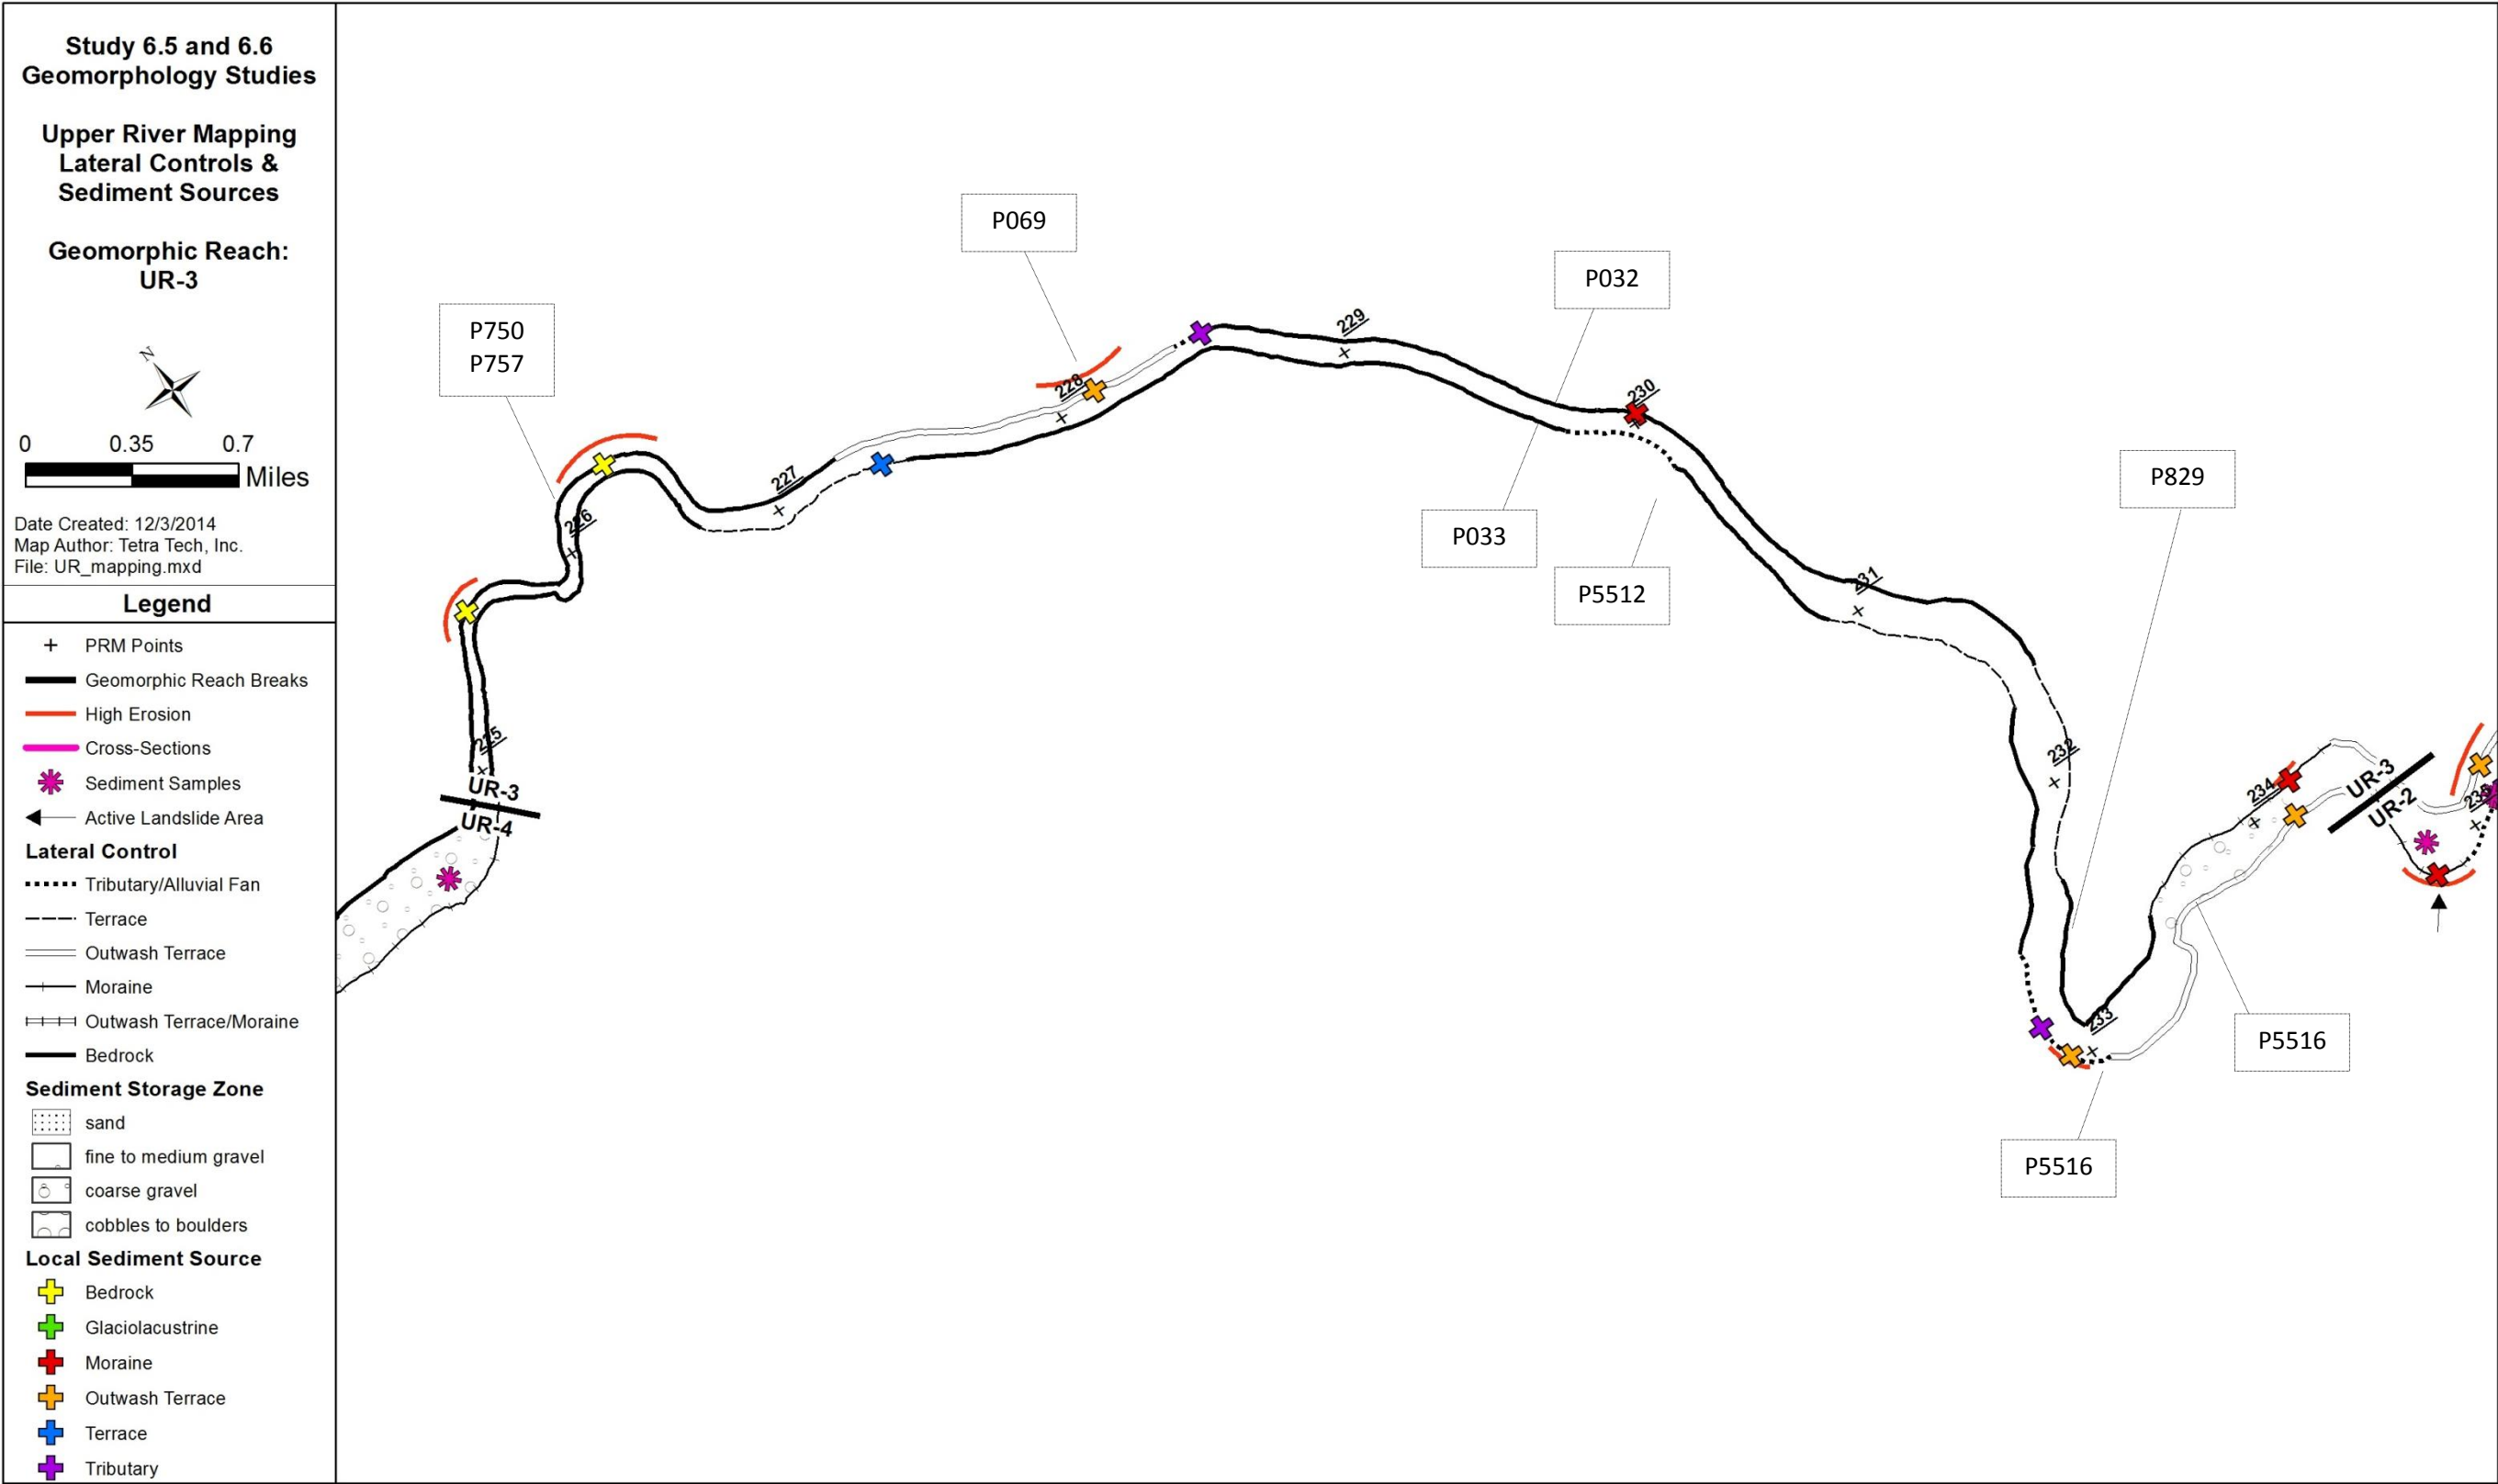 Study 6.5 and 6.6
Geomorphology Studies
Upper River Mapping
Lateral Controls &
Sediment Sources
Geomorphic Reach:
UR-3
N
0 0.35 0.7
Miles
Date Created: 12/3/2014
Map Author: Tetra Tech, Inc.
File: UR_mapping.mxd
Legend
PRM Points
Geomorphic Reach Breaks
High Erosion
Cross-Sections
Sediment Samples
Active Landslide Area
Lateral Control
Tributary/Alluvial Fan
Terrace
Outwash Terrace
Moraine
Outwash Terrace/Moraine
Bedrock
Sediment Storage Zone
sand
fine to medium gravel
coarse gravel
cobbles to boulders
Local Sediment Source
Bedrock
Glaciolacustrine
Moraine
Outwash Terrace
Terrace
Tributary
P069
P032
P750
P757
229
230
228
P829
227
226
P033
P5512
231
225
232
UR-3
UR-4
234
UR-3
UR-2
235
233
P5516
P5516